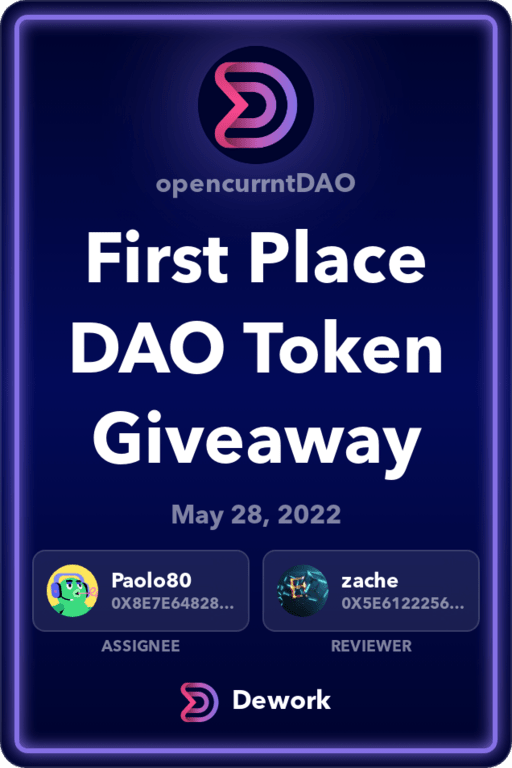 opencurrntDAO
First Place
DAO Token
Giveaway
May 28, 2022
Paolo80
0X8E7E64828...
ASSIGNEE
zache
0X5E6122256...
REVIEWER
Dework